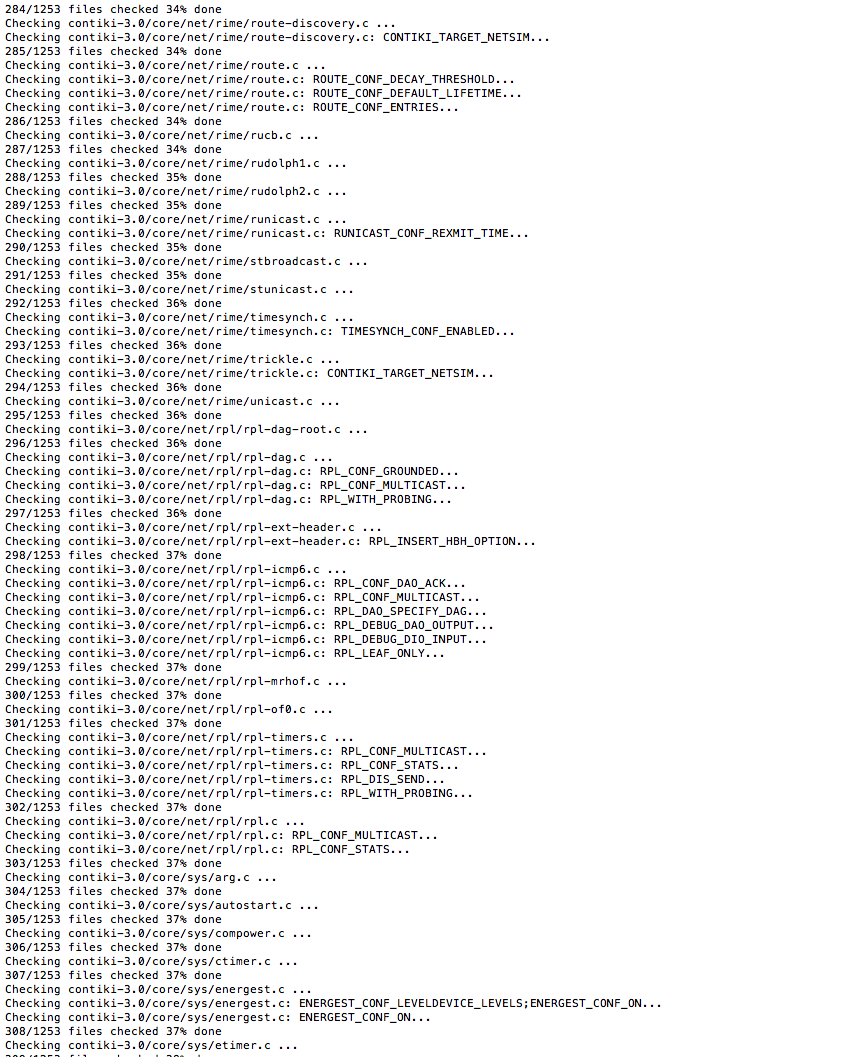 284/1253 files checked 34% done
Checking contiki-3.0/core/net/rime/route-discovery.c ...
Checking contiki-3.0/core/net/rime/route-discovery.c: CONTIKI_TARGET_NETSIM...
285/1253 files checked 34% done
Checking contiki-3.0/core/net/rime/route.c ...
Checking contiki-3.0/core/net/rime/route.c: ROUTE_CONF_DECAY_THRESHOLD...
Checking contiki-3.0/core/net/rime/route.c: ROUTE_CONF_DEFAULT_LIFETIME...
Checking contiki-3.0/core/net/rime/route.c: ROUTE_CONF_ENTRIES...
286/1253 files checked 34% done
Checking contiki-3.0/core/net/rime/rucb.c ...
287/1253 files checked 34% done
Checking contiki-3.0/core/net/rime/rudolph1.c ...
288/1253 files checked 35% done
Checking contiki-3.0/core/net/rime/rudolph2.c ...
289/1253 files checked 35% done
Checking contiki-3.0/core/net/rime/runicast.c ...
Checking contiki-3.0/core/net/rime/runicast.c: RUNICAST_CONF_REXMIT_TIME...
290/1253 files checked 35% done
Checking contiki-3.0/core/net/rime/stbroadcast.c ...
291/1253 files checked 35% done
Checking contiki-3.0/core/net/rime/stunicast.c ...
292/1253 files checked 36% done
Checking contiki-3.0/core/net/rime/timesynch.c ...
Checking contiki-3.0/core/net/rime/timesynch.c: TIMESYNCH_CONF_ENABLED...
293/1253 files checked 36% done
Checking contiki-3.0/core/net/rime/trickle.c ...
Checking contiki-3.0/core/net/rime/trickle.c: CONTIKI_TARGET_NETSIM...
294/1253 files checked 36% done
Checking contiki-3.0/core/net/rime/unicast.c ...
295/1253 files checked 36% done
Checking contiki-3.0/core/net/rpl/rpl-dag-root.c ...
296/1253 files checked 36% done
Checking contiki-3.0/core/net/rpl/rpl-dag.c ...
Checking contiki-3.0/core/net/rpl/rpl-dag.c: RPL_CONF_GROUNDED...
Checking contiki-3.0/core/net/rpl/rpl-dag.c: RPL_CONF_MULTICAST...
Checking contiki-3.0/core/net/rpl/rpl-dag.c: RPL_WITH_PROBING...
297/1253 files checked 36% done
Checking contiki-3.0/core/net/rpl/rpl-ext-header.c ...
Checking contiki-3.0/core/net/rpl/rpl-ext-header.c: RPL_INSERT_HBH_OPTION...
298/1253 files checked 37% done
Checking contiki-3.0/core/net/rpl/rpl-icmp6.c ...
Checking contiki-3.0/core/net/rpl/rpl-icmp6.c: RPL_CONF_DAO_ACK...
Checking contiki-3.0/core/net/rpl/rpl-icmp6.c: RPL_CONF_MULTICAST...
Checking contiki-3.0/core/net/rpl/rpl-icmp6.c: RPL_DAO_SPECIFY_DAG...
Checking contiki-3.0/core/net/rpl/rpl-icmp6.c: RPL_DEBUG_DAO_OUTPUT...
Checking contiki-3.0/core/net/rpl/rpl-icmp6.c: RPL_DEBUG_DIO_INPUT...
Checking contiki-3.0/core/net/rpl/rpl-icmp6.c: RPL_LEAF_ONLY...
299/1253 files checked 37% done
Checking contiki-3.0/core/net/rpl/rpl-mrhof.c ...
300/1253 files checked 37% done
Checking contiki-3.0/core/net/rpl/rpl-of0.c ...
301/1253 files checked 37% done
Checking contiki-3.0/core/net/rpl/rpl-timers.c ...
Checking contiki-3.0/core/net/rpl/rpl-timers.c: RPL_CONF_MULTICAST...
Checking contiki-3.0/core/net/rpl/rpl-timers.c: RPL_CONF_STATS...
Checking contiki-3.0/core/net/rpl/rpl-timers.c: RPL_DIS_SEND...
Checking contiki-3.0/core/net/rpl/rpl-timers.c: RPL_WITH_PROBING...
302/1253 files checked 37% done
Checking contiki-3.0/core/net/rpl/rpl.c ...
Checking contiki-3.0/core/net/rpl/rpl.c: RPL_CONF_MULTICAST...
Checking contiki-3.0/core/net/rpl/rpl.c: RPL_CONF_STATS...
303/1253 files checked 37% done
Checking contiki-3.0/core/sys/arg.c ...
304/1253 files checked 37% done
Checking contiki-3.0/core/sys/autostart.c ...
305/1253 files checked 37% done
Checking contiki-3.0/core/sys/compower.c ...
306/1253 files checked 37% done
Checking contiki-3.0/core/sys/ctimer.c ...
307/1253 files checked 37% done
Checking contiki-3.0/core/sys/energest.c ...
Checking contiki-3.0/core/sys/energest.c: ENERGEST_CONF_LEVELDEVICE_LEVELS;ENERGEST_CONF_ON...
Checking contiki-3.0/core/sys/energest.c: ENERGEST_CONF_ON...
308/1253 files checked 37% done
Checking contiki-3.0/core/sys/etimer.c ...